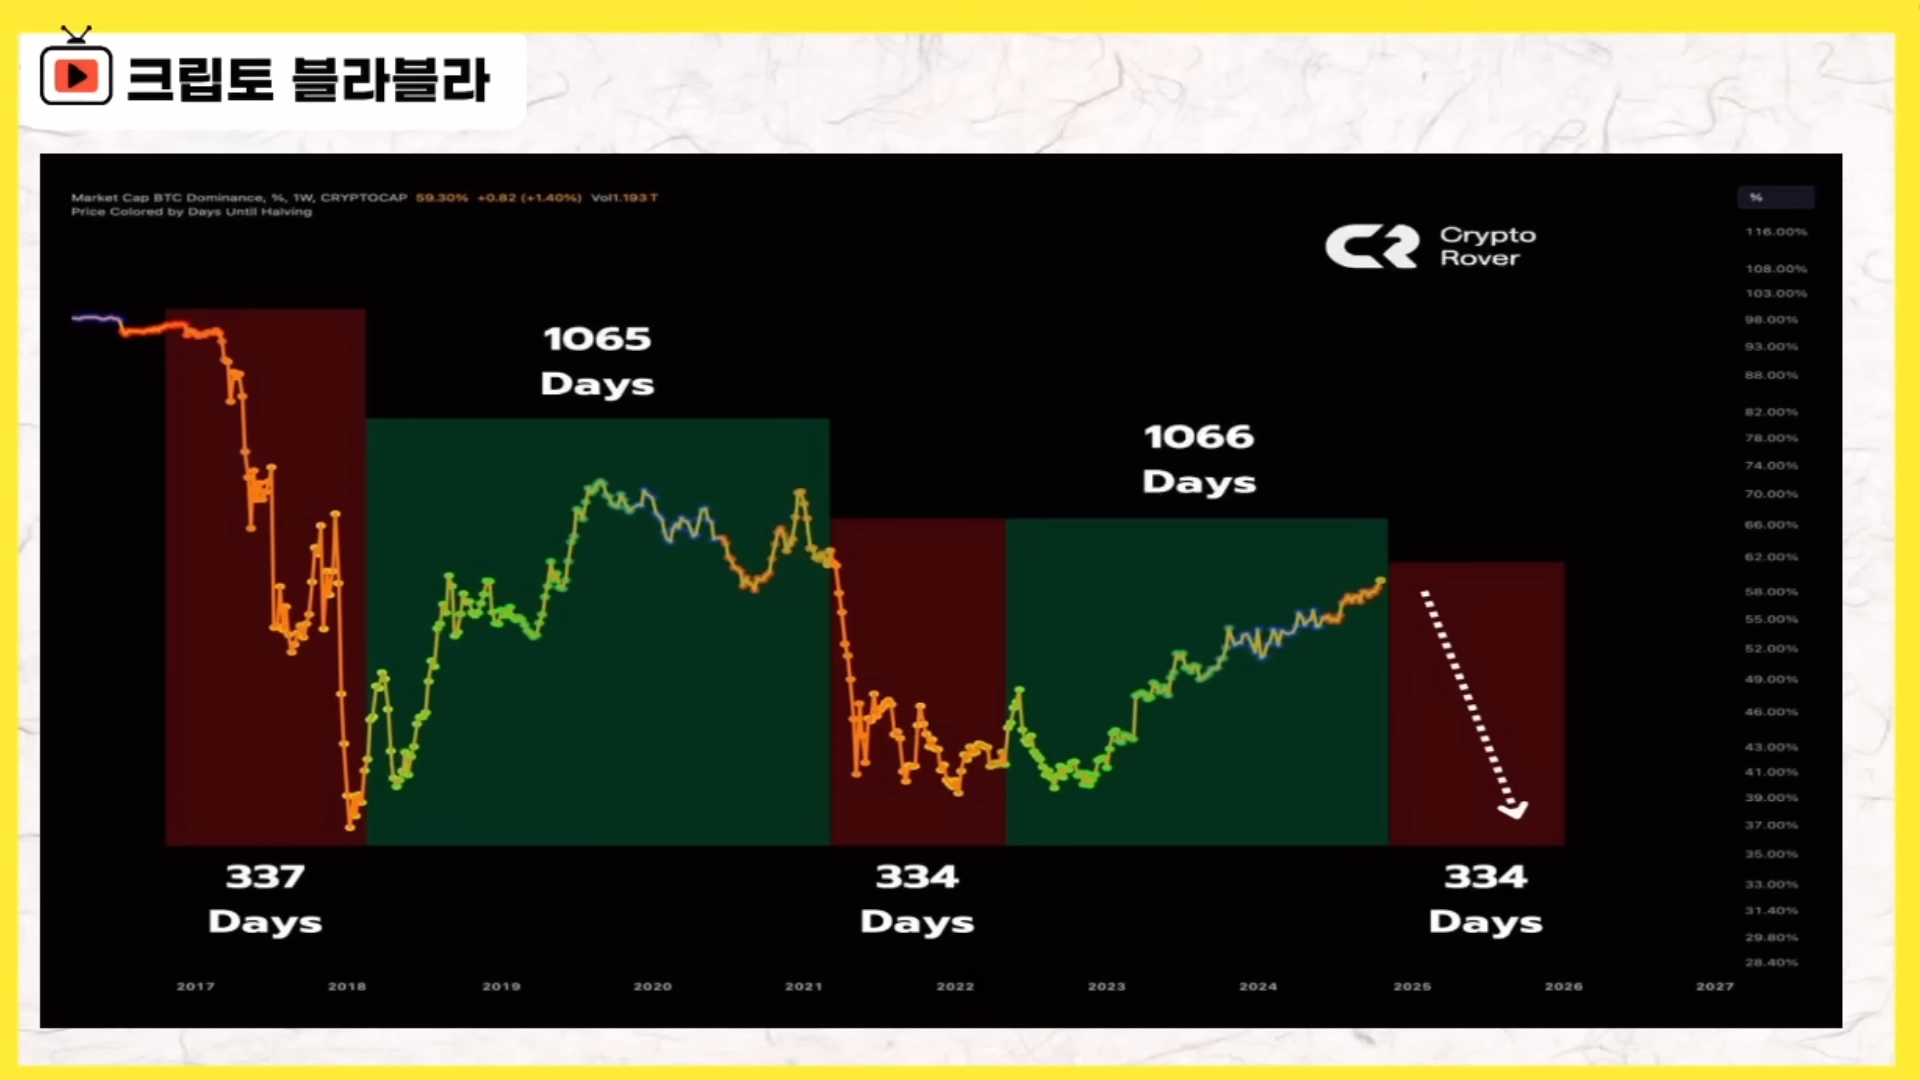 크립토 블라블라
Market Cap BTC Dominance, %, 1W, CRYPTOCAP 59.30% +0.82 (+1.40%) Vol1.193 T
Price Colored by Days Until Halving
Crypto
Rover
%
116.00%
108.00%
103.00%
98.00%
93.00%
88.00%
82.00%
78.00%
74.00%
70.00%
66.00%
62.00%
58.00%
55.00%
52.00%
49.00%
46.00%
43.00%
41.00%
39.00%
37.00%
35.00%
33.00%
31.40%
29.80%
28.40%
1065
Days
1066
Days
337
Days
334
Days
334
Days
2017 2018 2019 2020 2021 2022 2023 2024 2025 2026 2027